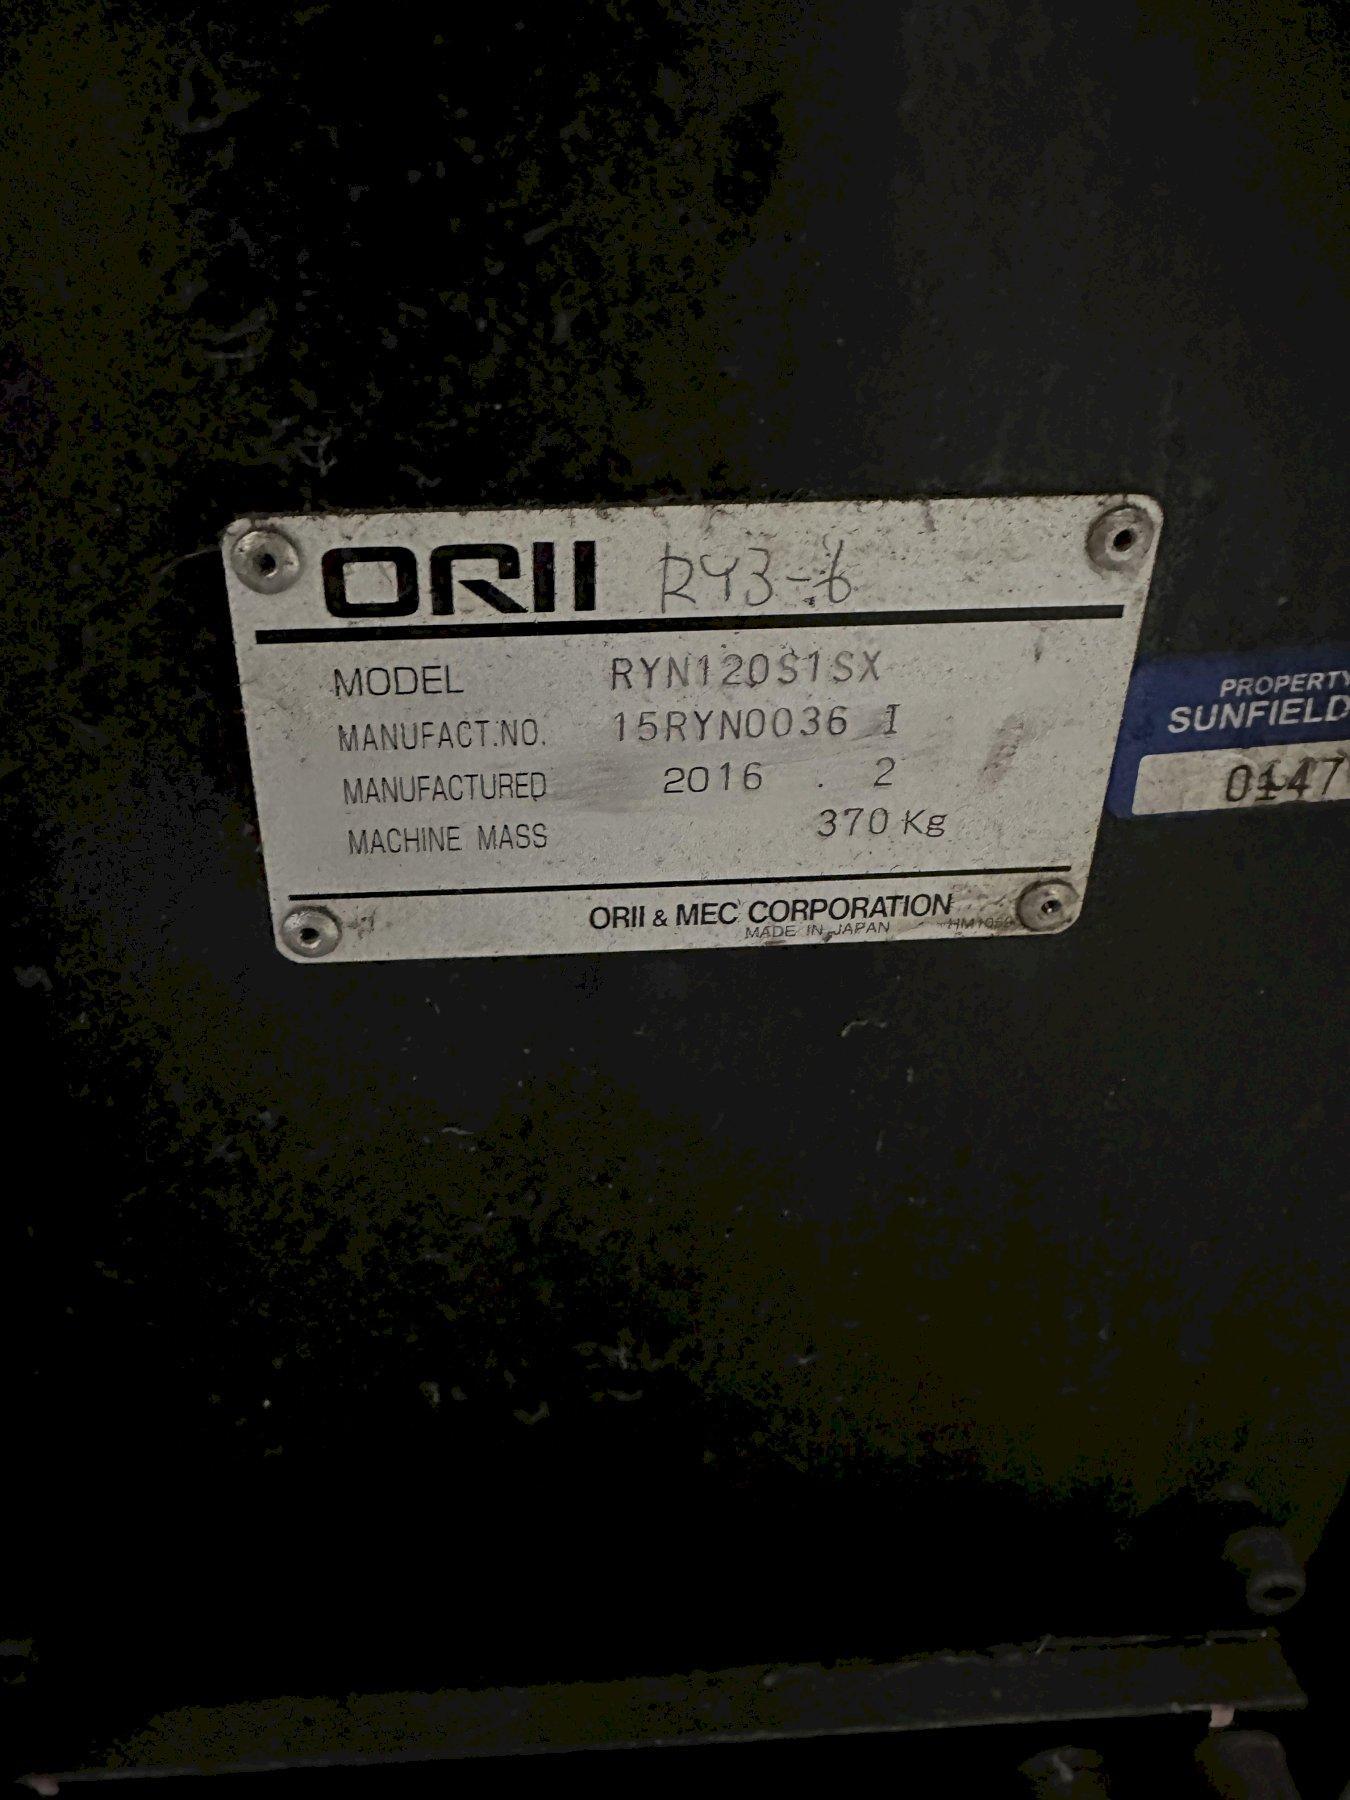 ORII RY3-6
MODEL RYN120S1SX
MANUFACT.NO. 15RYN0036 I
MANUFACTURED 2016 . 2
MACHINE MASS 370 Kg
ORII & MEC CORPORATION
MADE IN JAPAN
PROPERTY
SUNFIELD
0147